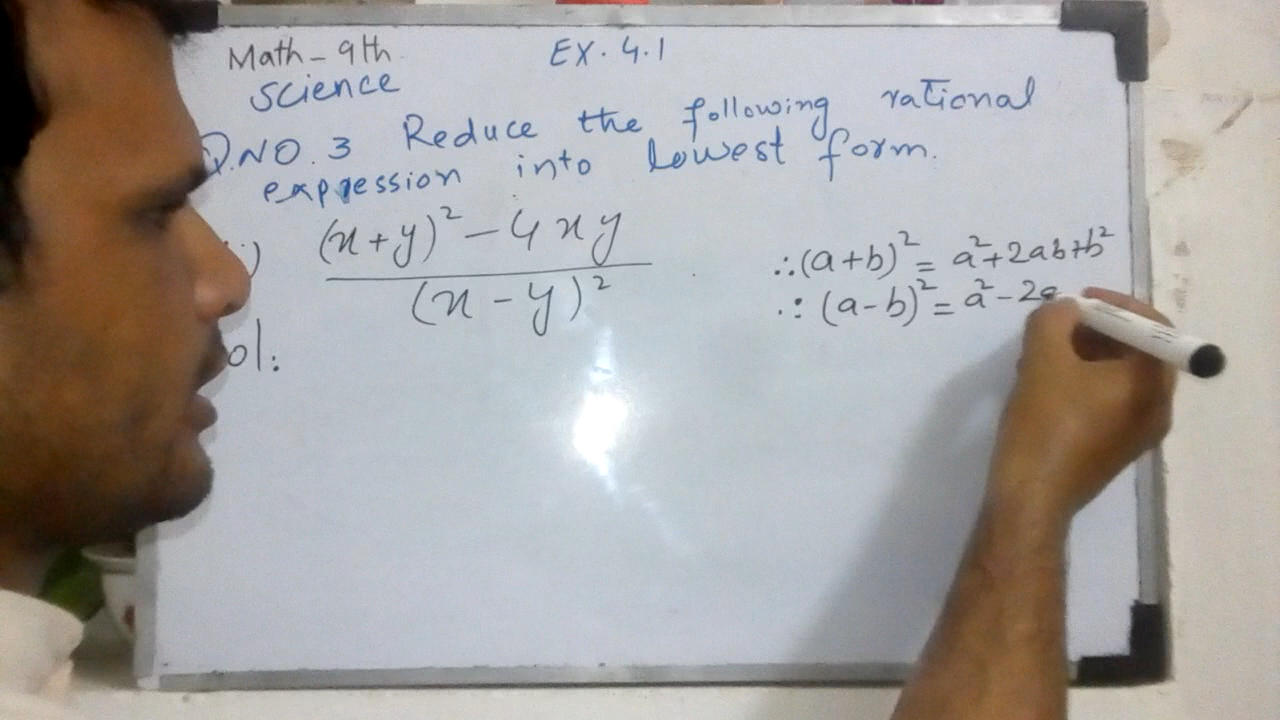 Math - 9th EX. 4.1
science
Q.NO. 3 Reduce the following rational
expression into lowest form.
(x+y)² - 4xy
(x - y)²
∴ (a+b)² = a²+2ab+b²
∵ (a-b)² = a² - 2a
ol: